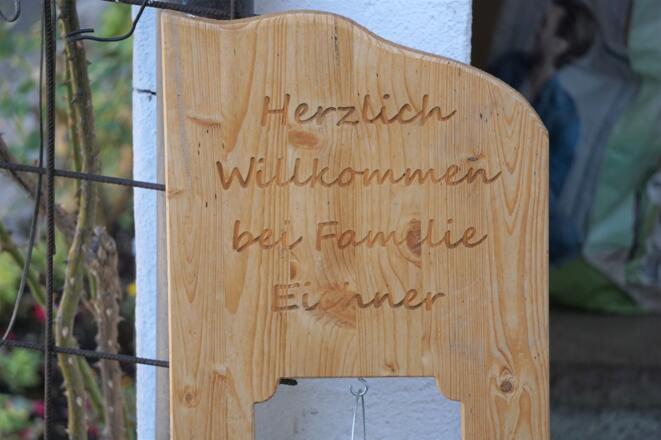 Herzlich
Willkommen
bei Familie
Eichner